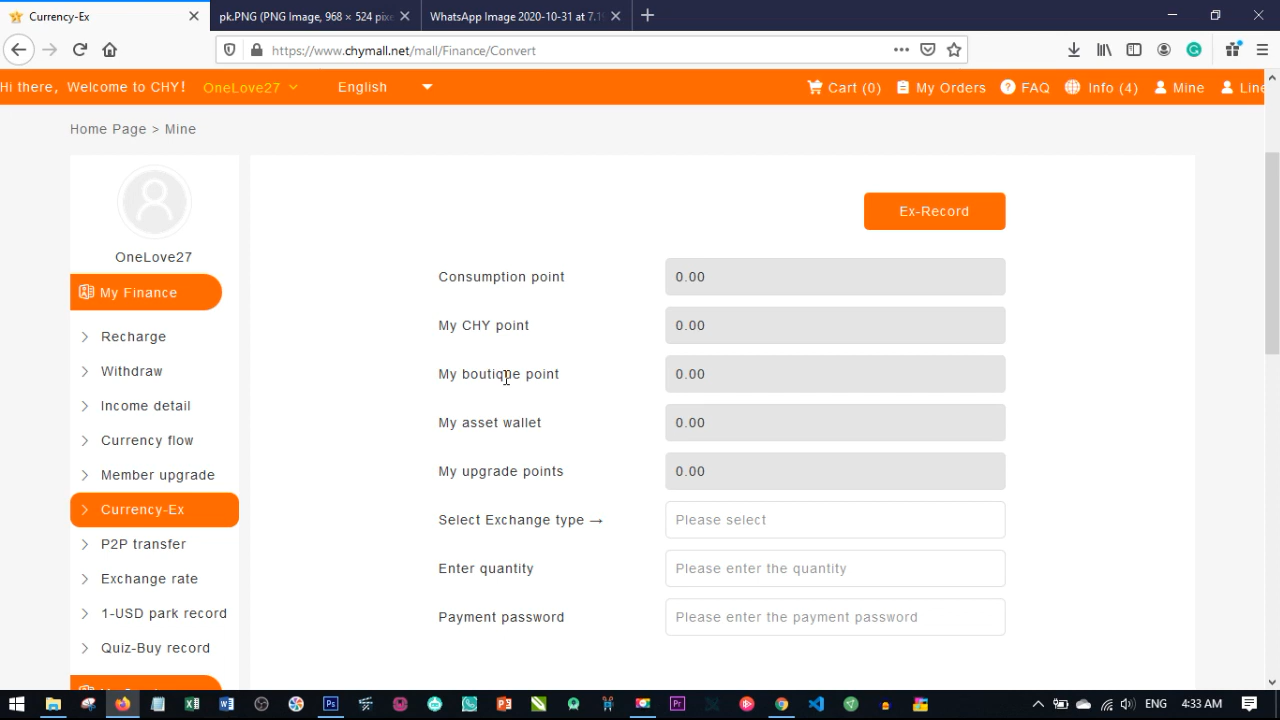 Currency-Ex
pk.PNG (PNG Image, 968 × 524 pixe
WhatsApp Image 2020-10-31 at 7.1
https://www.chymall.net/mall/Finance/Convert
Hi there, Welcome to CHY! OneLove27 English Cart (0) My Orders FAQ Info (4) Mine Line
Home Page > Mine
OneLove27
My Finance
Recharge
Withdraw
Income detail
Currency flow
Member upgrade
Currency-Ex
P2P transfer
Exchange rate
1-USD park record
Quiz-Buy record
Ex-Record
Consumption point 0.00
My CHY point 0.00
My boutique point 0.00
My asset wallet 0.00
My upgrade points 0.00
Select Exchange type → Please select
Enter quantity Please enter the quantity
Payment password Please enter the payment password
ENG 4:33 AM